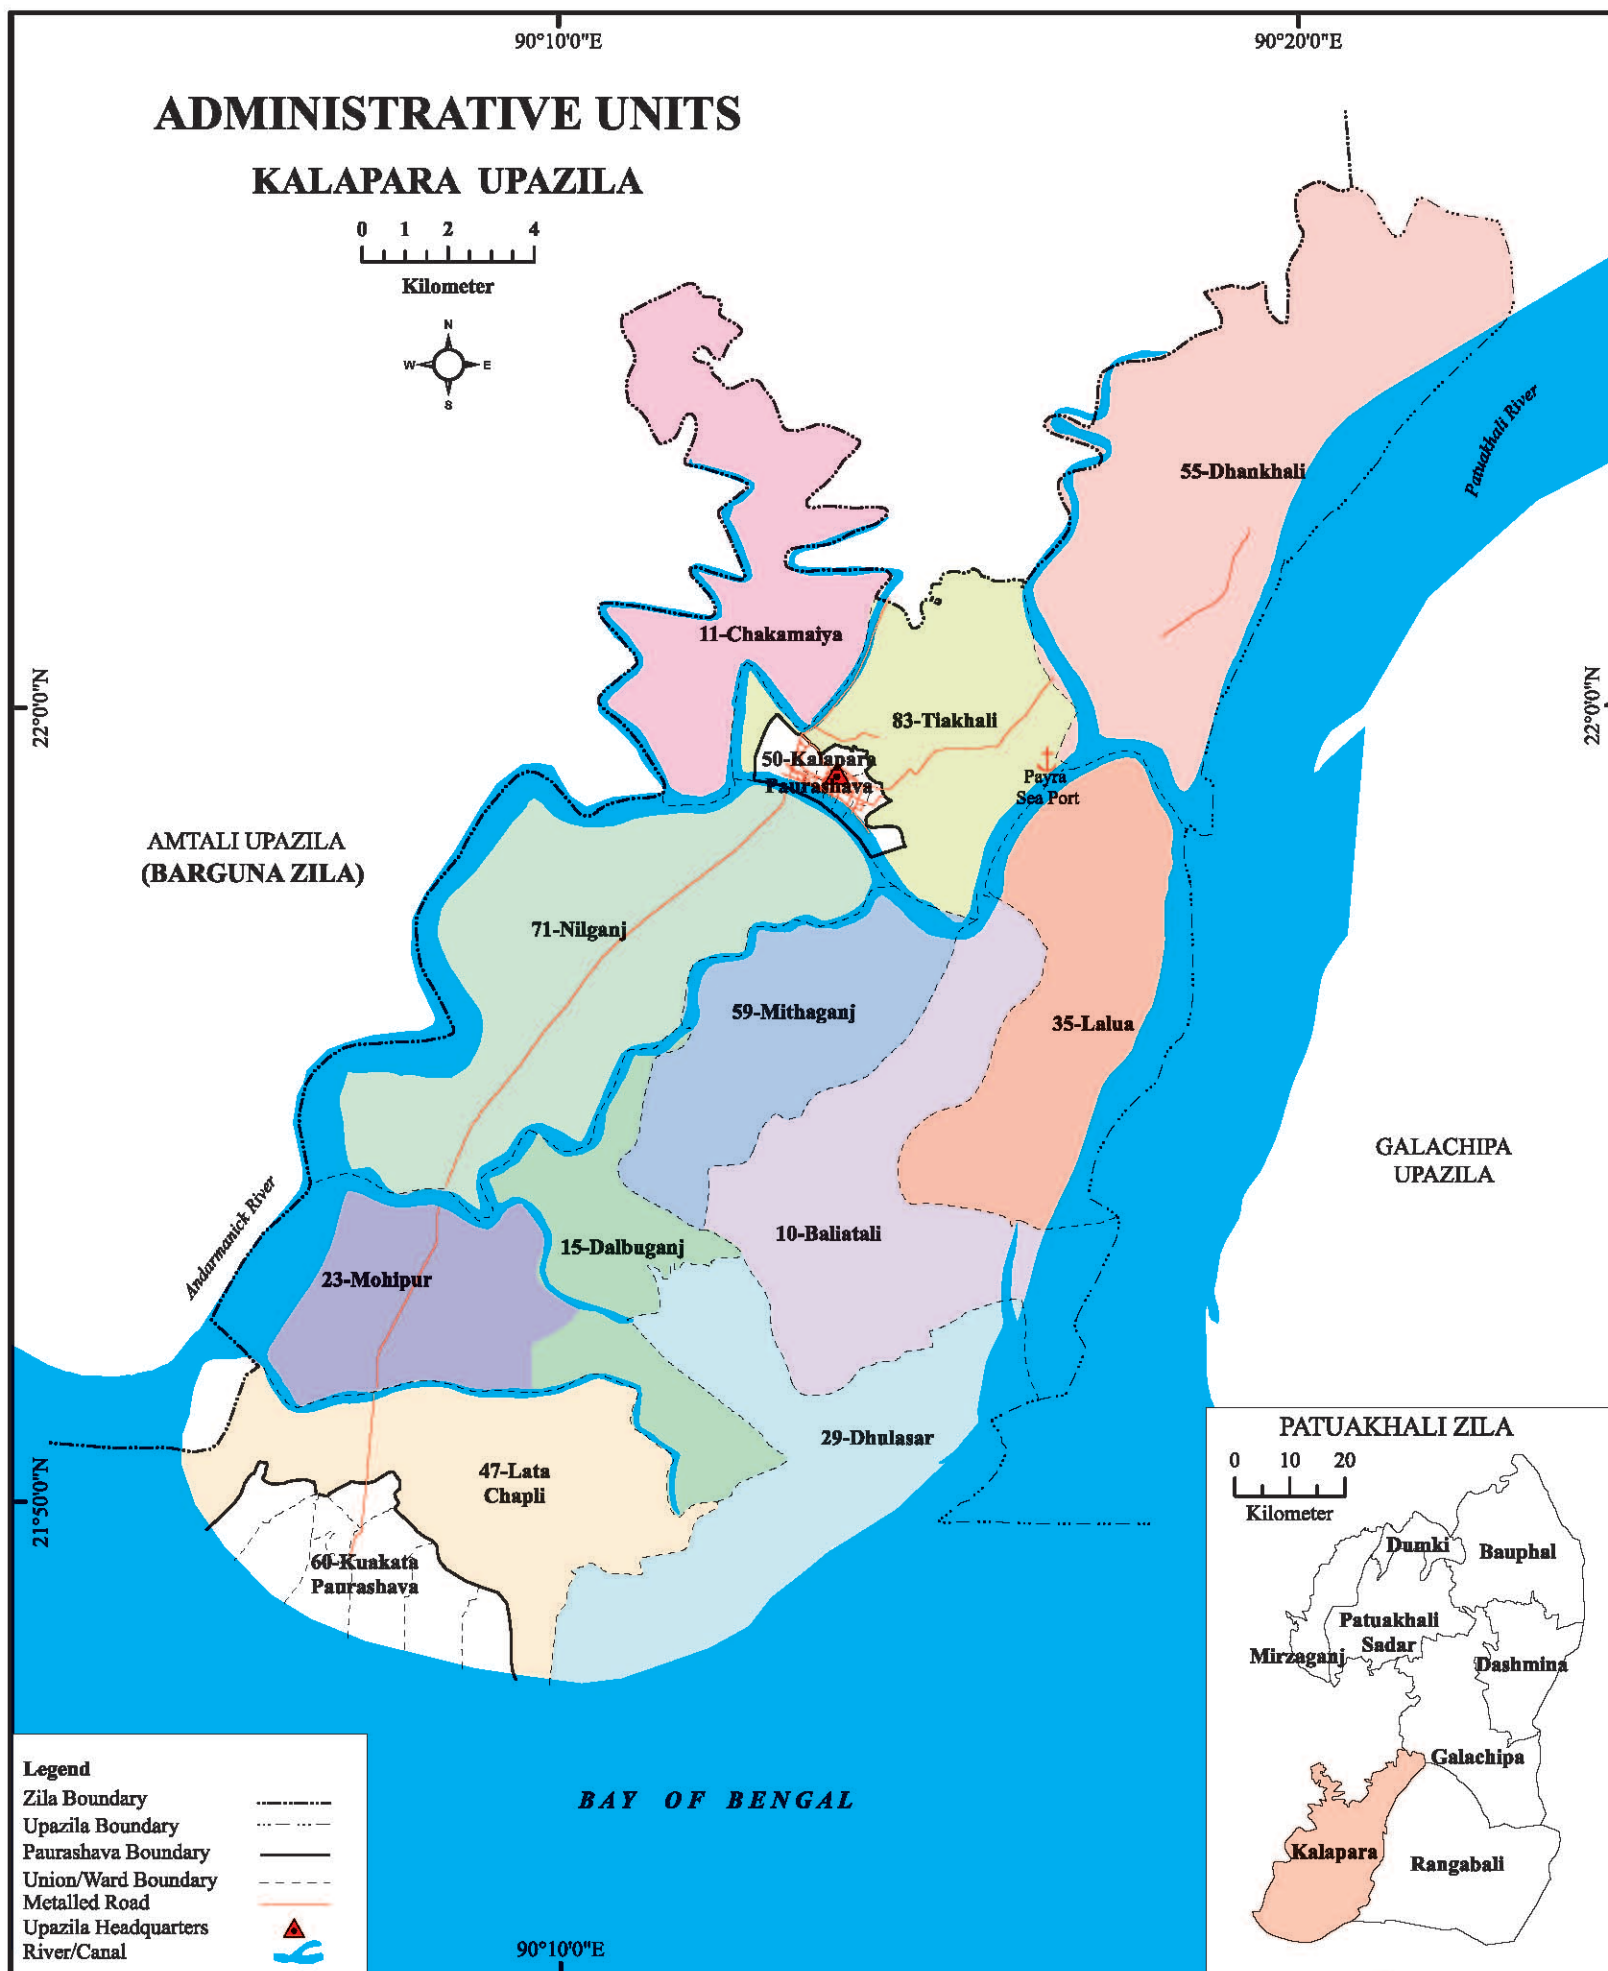 90°10'0"E
90°20'0"E
ADMINISTRATIVE UNITS
KALAPARA UPAZILA
0 1 2 4
Kilometer
N
W E
S
Patuakhali River
55-Dhankhali
11-Chakamaiya
22°0'0"N
22°0'0"N
83-Tiakhali
50-Kalapara
Paurashava
Payra
Sea Port
AMTALI UPAZILA
(BARGUNA ZILA)
71-Nilganj
59-Mithaganj
35-Lalua
GALACHIPA
UPAZILA
Andarmanick River
10-Baliatali
15-Dalbuganj
23-Mohipur
29-Dhulasar
47-Lata
Chapli
21°50'0"N
60-Kuakata
Paurashava
PATUAKHALI ZILA
0 10 20
Kilometer
Dumki
Bauphal
Patuakhali
Sadar
Mirzaganj
Dashmina
Galachipa
Kalapara
Rangabali
BAY OF BENGAL
Legend
Zila Boundary
Upazila Boundary
Paurashava Boundary
Union/Ward Boundary
Metalled Road
Upazila Headquarters
River/Canal
90°10'0"E